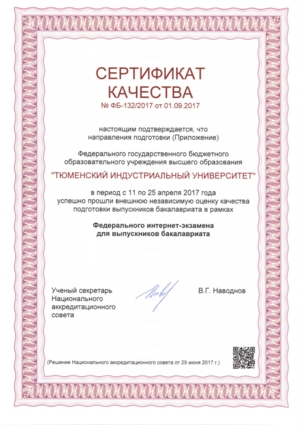 СЕРТИФИКАТ
КАЧЕСТВА
№ ФБ-132/2017 от 01.09.2017
настоящим подтверждается, что
направления подготовки (Приложение)
Федерального государственного бюджетного
образовательного учреждения высшего образования
"ТЮМЕНСКИЙ ИНДУСТРИАЛЬНЫЙ УНИВЕРСИТЕТ"
в период с 11 по 25 апреля 2017 года
успешно прошли внешнюю независимую оценку качества
подготовки выпускников бакалавриата в рамках
Федерального интернет-экзамена
для выпускников бакалавриата
Ученый секретарь
Национального
аккредитационного
совета
В.Г. Наводнов
(Решение Национального аккредитационного совета от 29 июня 2017 г.)